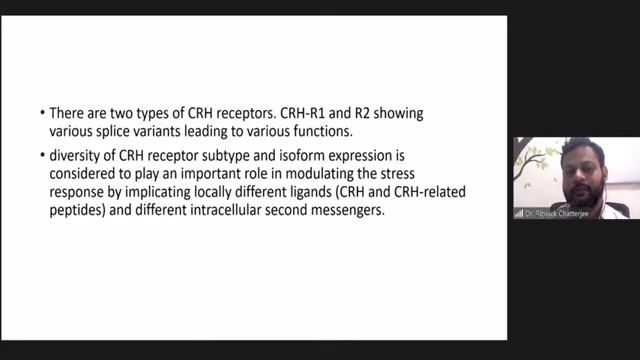 • There are two types of CRH receptors. CRH-R1 and R2 showing
various splice variants leading to various functions.
• diversity of CRH receptor subtype and isoform expression is
considered to play an important role in modulating the stress
response by implicating locally different ligands (CRH and CRH-related
peptides) and different intracellular second messengers.
Dr. Ritwick Chatterjee